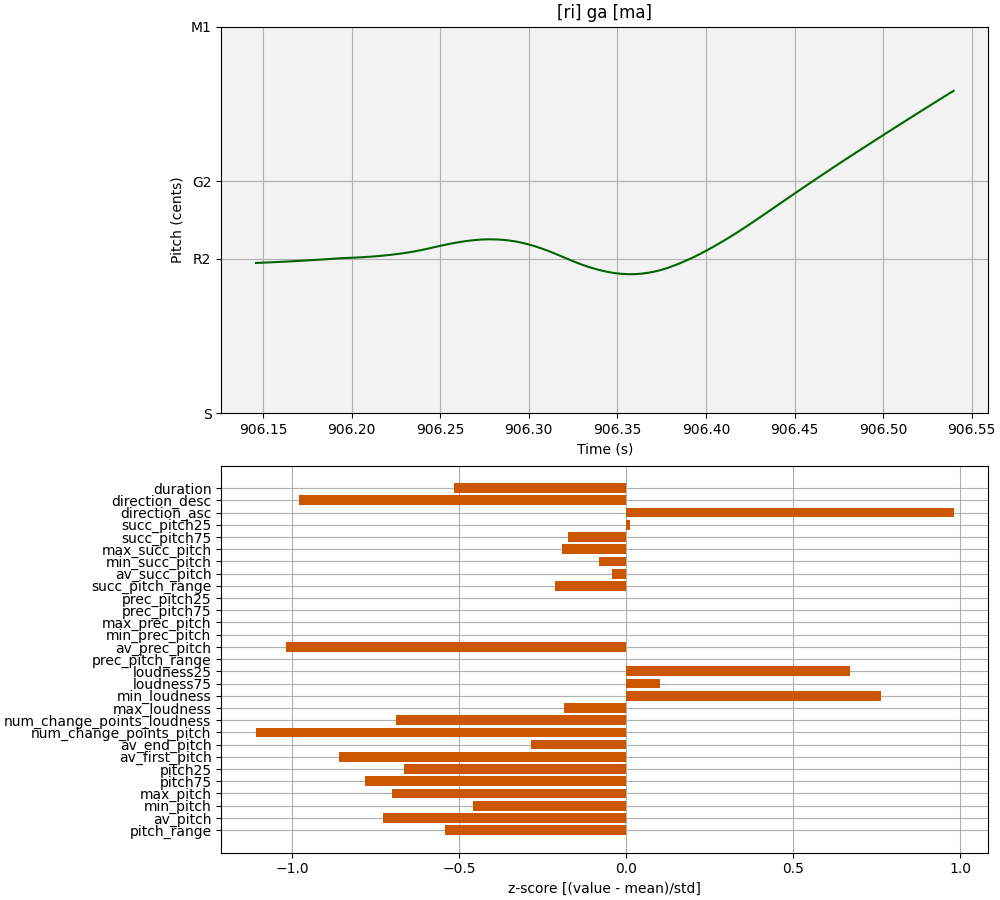 [ri] ga [ma]
M1
G2
R2
S
Pitch (cents)
906.15 906.20 906.25 906.30 906.35 906.40 906.45 906.50 906.55
Time (s)
duration
direction_desc
direction_asc
succ_pitch25
succ_pitch75
max_succ_pitch
min_succ_pitch
av_succ_pitch
succ_pitch_range
prec_pitch25
prec_pitch75
max_prec_pitch
min_prec_pitch
av_prec_pitch
prec_pitch_range
loudness25
loudness75
min_loudness
max_loudness
num_change_points_loudness
num_change_points_pitch
av_end_pitch
av_first_pitch
pitch25
pitch75
max_pitch
min_pitch
av_pitch
pitch_range
−1.0 −0.5 0.0 0.5 1.0
z-score [(value - mean)/std]